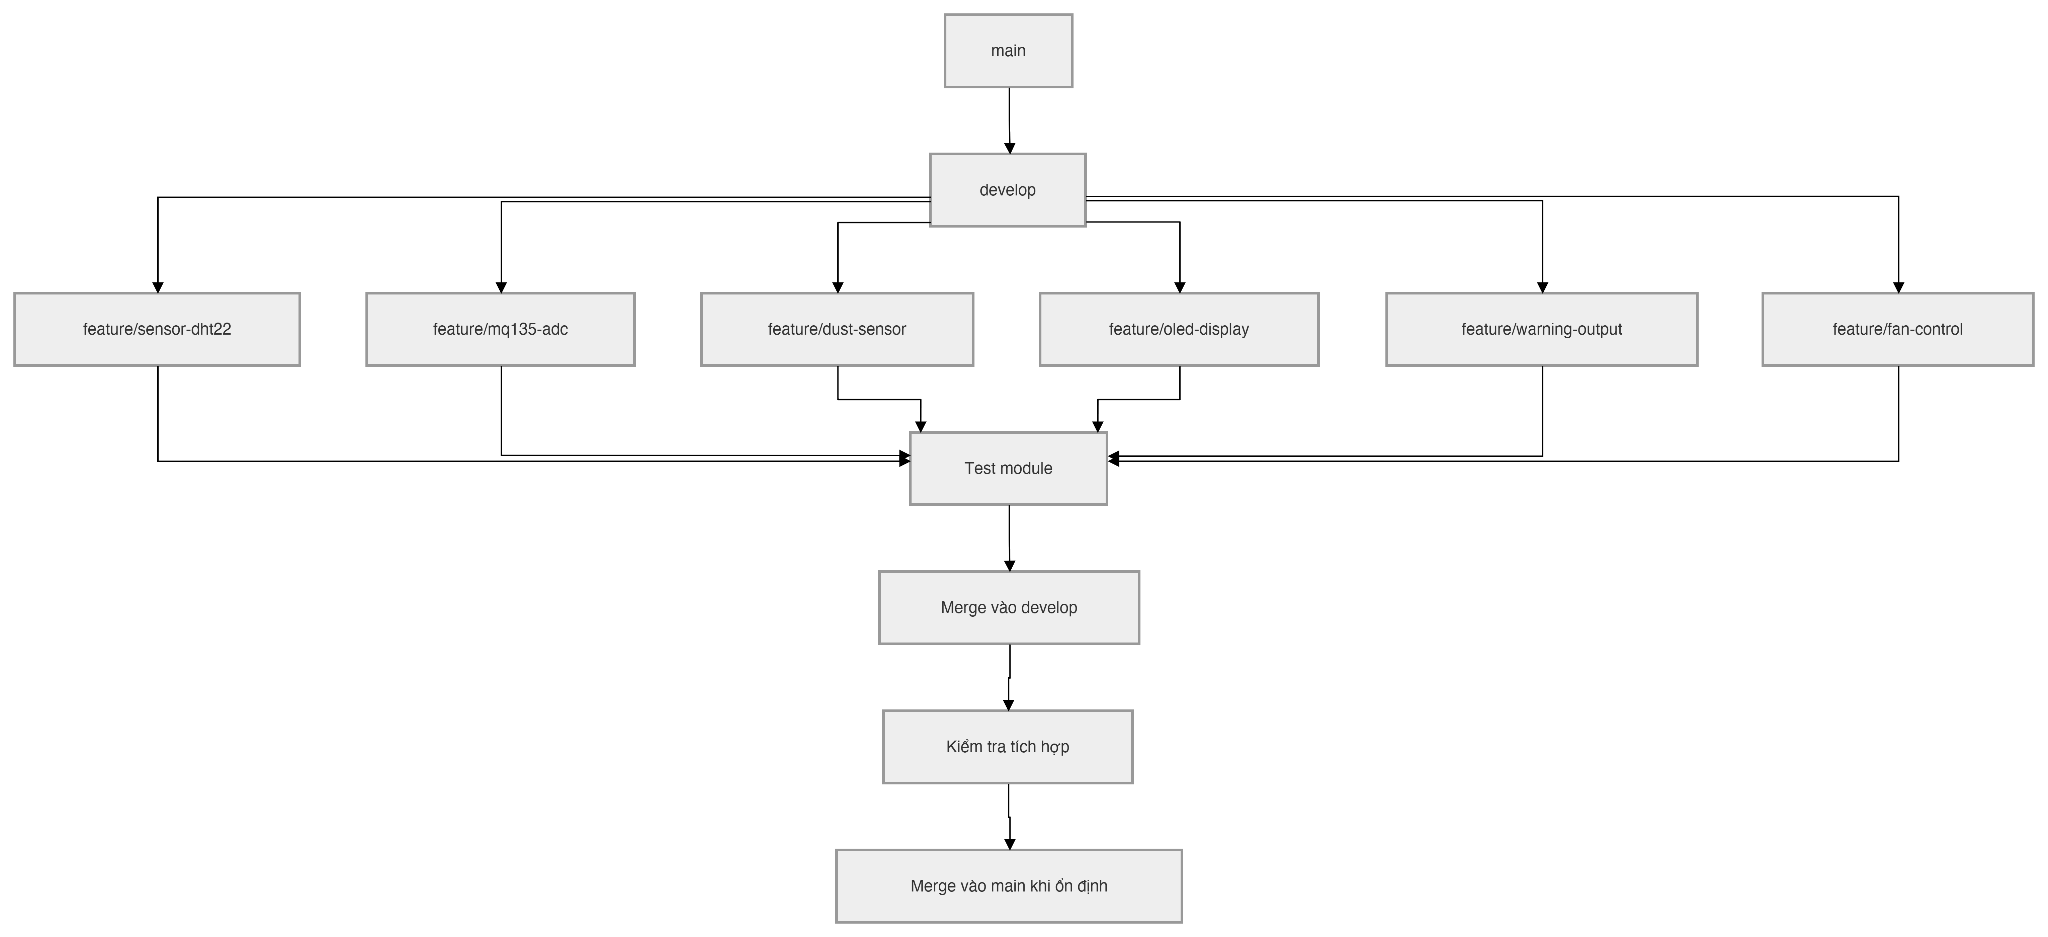 main
develop
feature/sensor-dht22
feature/mq135-adc
feature/dust-sensor
feature/oled-display
feature/warning-output
feature/fan-control
Test module
Merge vào develop
Kiểm tra tích hợp
Merge vào main khi ổn định